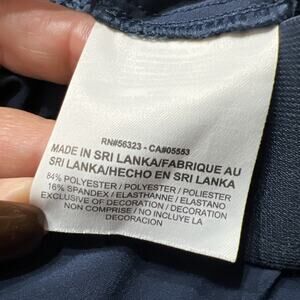 RN#56323 - CA#05553
MADE IN SRI LANKA/FABRIQUE AU
SRI LANKA/HECHO EN SRI LANKA
84% POLYESTER / POLYESTER / POLIESTER
16% SPANDEX / ELASTHANNE / ELASTANO
EXCLUSIVE OF DECORATION / DECORATION
NON COMPRISE / NO INCLUYE LA
DECORACION